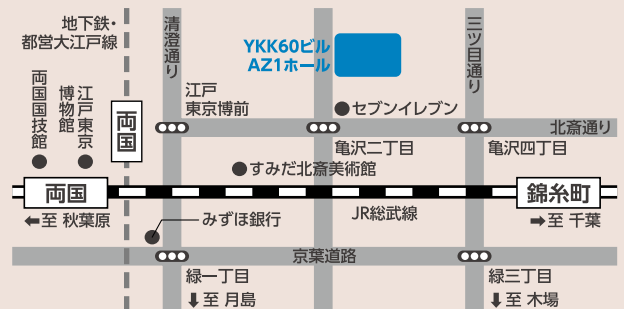 地下鉄・
都営大江戸線
清澄通り
三ツ目通り
YKK60ビル
AZ1ホール
両国国技館
江戸東京
博物館
両国
江戸
東京博前
セブンイレブン
北斎通り
亀沢二丁目
亀沢四丁目
すみだ北斎美術館
両国
錦糸町
←至 秋葉原
みずほ銀行
JR総武線
➡至 千葉
京葉道路
緑一丁目
緑三丁目
⬇至 月島
⬇至 木場